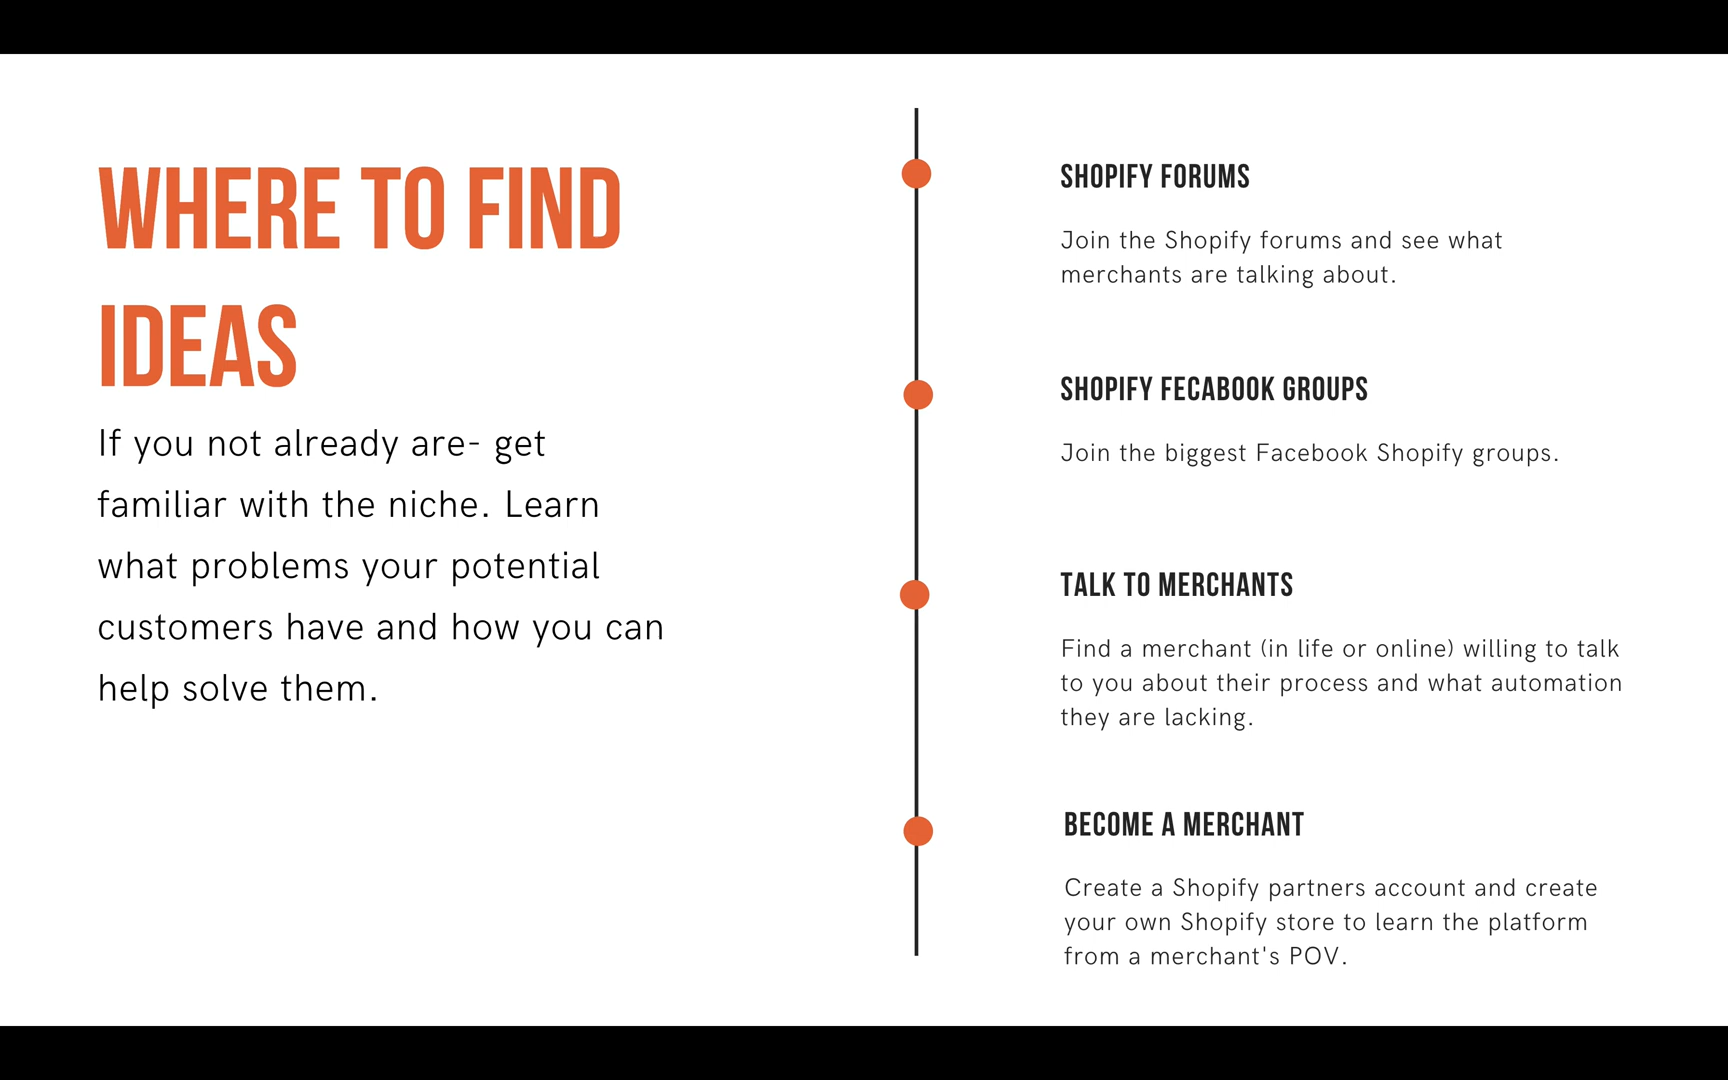 WHERE TO FIND
IDEAS
If you not already are- get
familiar with the niche. Learn
what problems your potential
customers have and how you can
help solve them.
SHOPIFY FORUMS
Join the Shopify forums and see what
merchants are talking about.
SHOPIFY FECABOOK GROUPS
Join the biggest Facebook Shopify groups.
TALK TO MERCHANTS
Find a merchant (in life or online) willing to talk
to you about their process and what automation
they are lacking.
BECOME A MERCHANT
Create a Shopify partners account and create
your own Shopify store to learn the platform
from a merchant's POV.